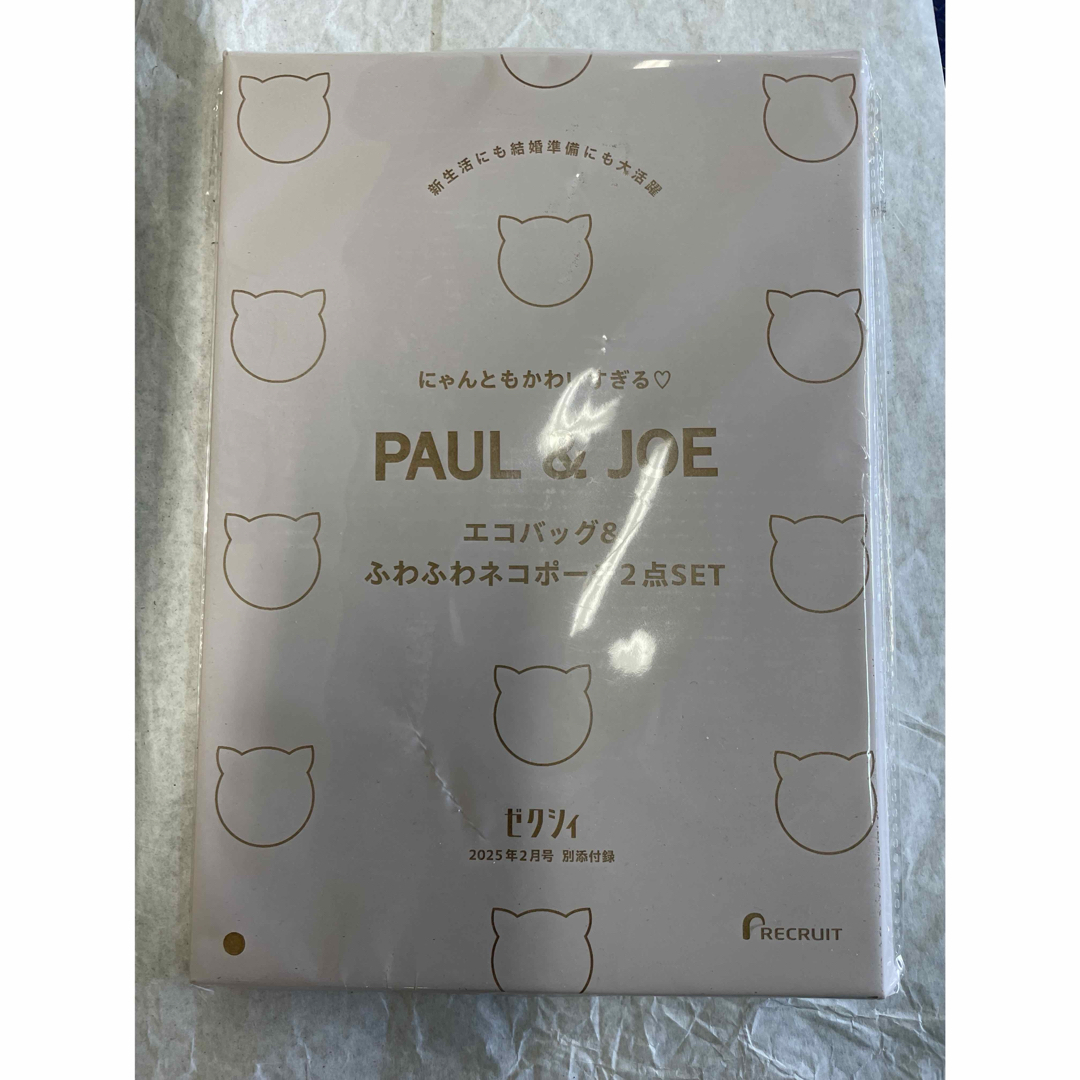 新生活にも結婚準備にも大活躍
にゃんともかわいすぎる♡
PAUL & JOE
エコバッグ&
ふわふわネコポーチ2点SET
ゼクシィ
2025年2月号 別添付録
RECRUIT